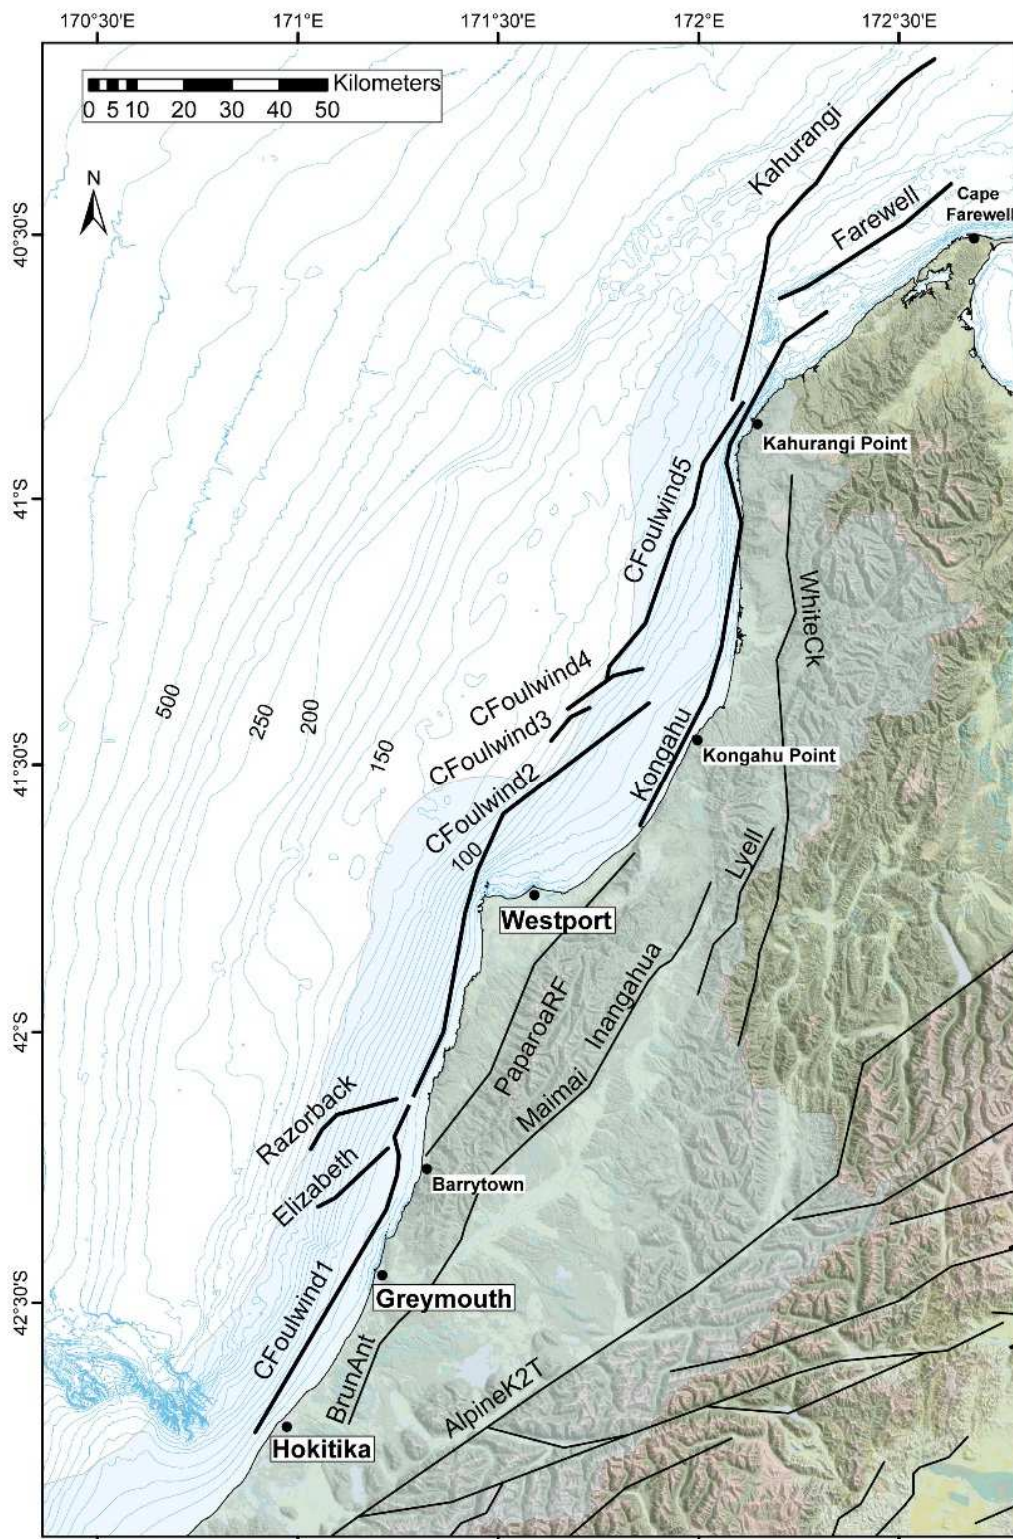 170°30'E
171°E
171°30'E
172°E
172°30'E
Kilometers
0 5 10 20 30 40 50
N
Kahurangi
Farewell
Cape
Farewell
40°30'S
Kahurangi Point
41°S
CFoulwind5
WhiteCk
CFoulwind4
500
250
200
150
CFoulwind3
Kongahu
Kongahu Point
41°30'S
CFoulwind2
100
Lyell
Westport
Inangahua
PaparoaRF
42°S
Maimai
Razorback
Elizabeth
Barrytown
CFoulwind1
Greymouth
42°30'S
BrunAnt
AlpineK2T
Hokitika